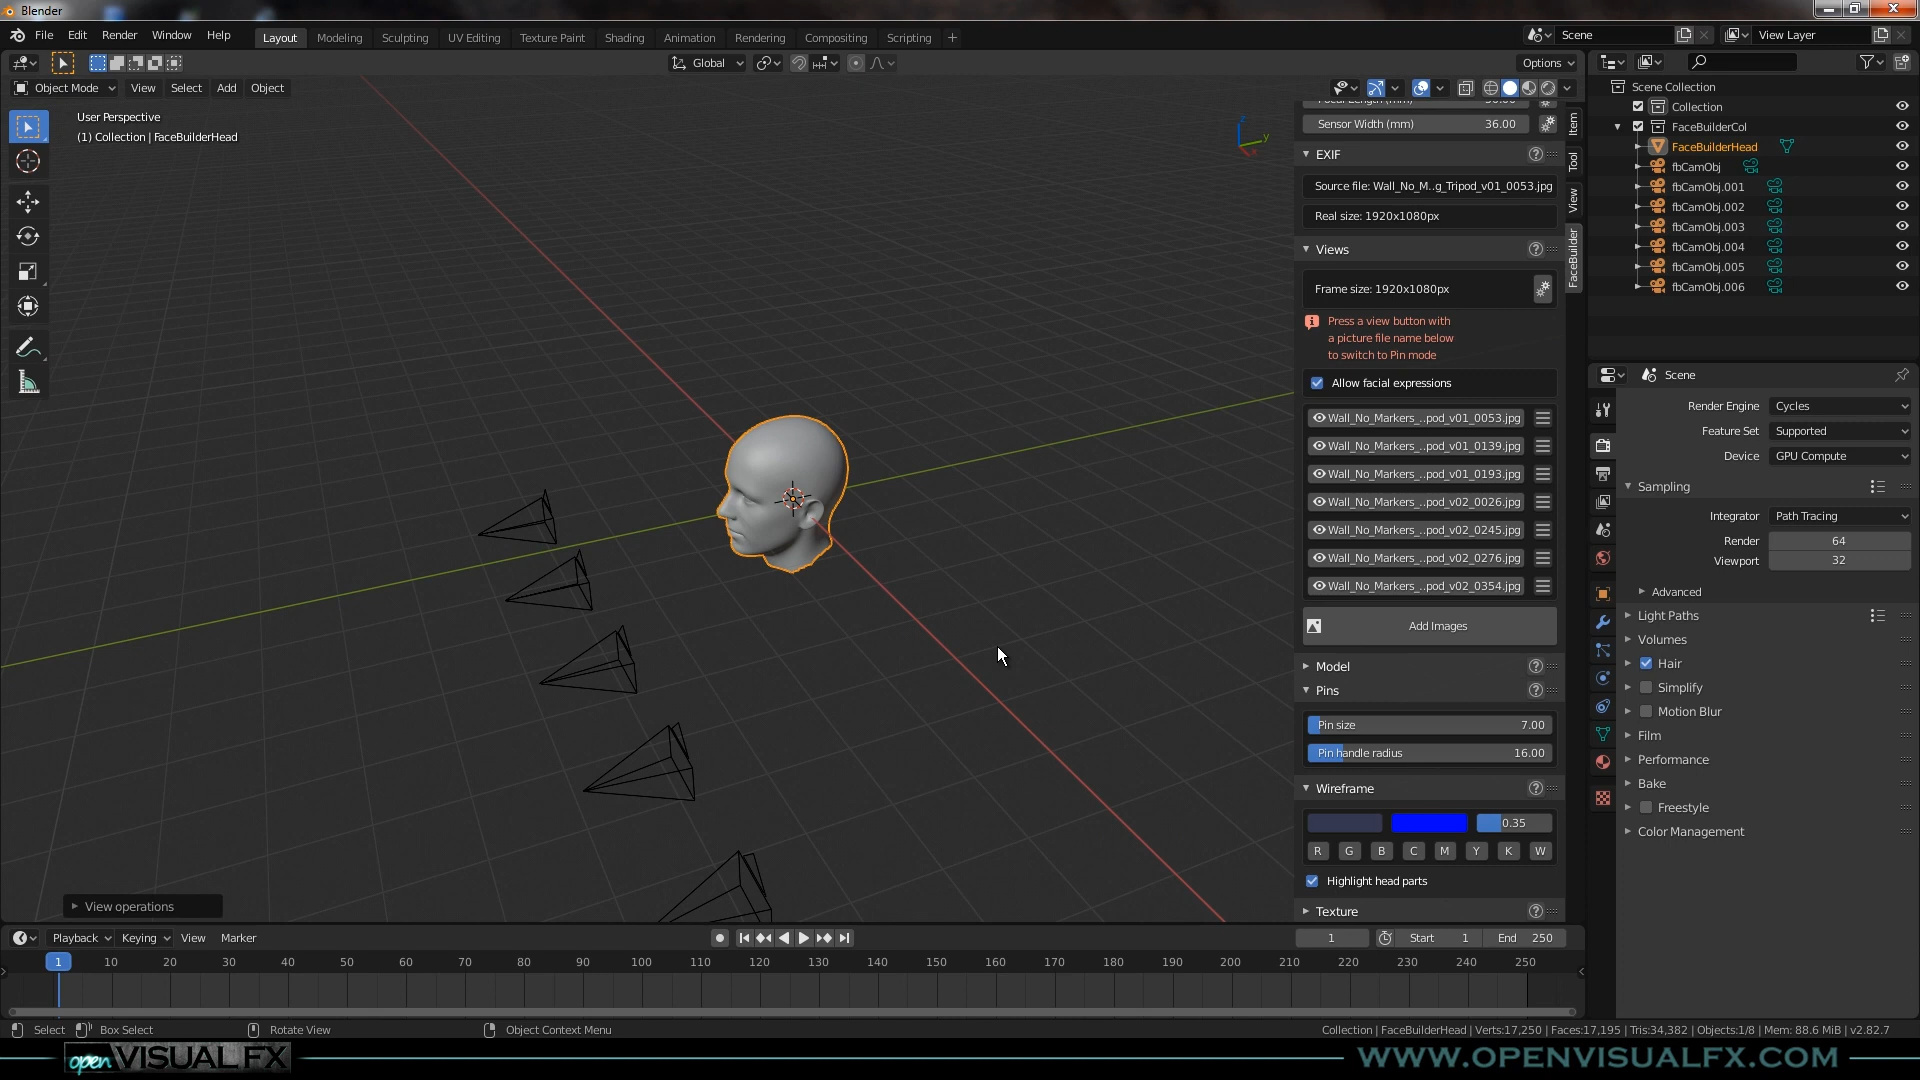 Blender
File Edit Render Window Help
Layout Modeling Sculpting UV Editing Texture Paint Shading Animation Rendering Compositing Scripting +
Scene
View Layer
Global
Options
Object Mode View Select Add Object
User Perspective
(1) Collection | FaceBuilderHead
z
y
Sensor Width (mm) 36.00
EXIF
Source file: Wall_No_M..g_Tripod_v01_0053.jpg
Real size: 1920x1080px
Views
Frame size: 1920x1080px
Press a view button with
a picture file name below
to switch to Pin mode
Allow facial expressions
Wall_No_Markers_..pod_v01_0053.jpg
Wall_No_Markers_..pod_v01_0139.jpg
Wall_No_Markers_..pod_v01_0193.jpg
Wall_No_Markers_..pod_v02_0026.jpg
Wall_No_Markers_..pod_v02_0245.jpg
Wall_No_Markers_..pod_v02_0276.jpg
Wall_No_Markers_..pod_v02_0354.jpg
Add Images
Model
Pins
Pin size 7.00
Pin handle radius 16.00
Wireframe
0.35
R G B C M Y K W
Highlight head parts
Texture
Item
Tool
View
FaceBuilder
Scene Collection
Collection
FaceBuilderCol
FaceBuilderHead
fbCamObj
fbCamObj.001
fbCamObj.002
fbCamObj.003
fbCamObj.004
fbCamObj.005
fbCamObj.006
Scene
Render Engine Cycles
Feature Set Supported
Device GPU Compute
Sampling
Integrator Path Tracing
Render 64
Viewport 32
Advanced
Light Paths
Volumes
Hair
Simplify
Motion Blur
Film
Performance
Bake
Freestyle
Color Management
View operations
Playback Keying View Marker
1 Start 1 End 250
1 10 20 30 40 50 60 70 80 90 100 110 120 130 140 150 160 170 180 190 200 210 220 230 240 250
Select Box Select Rotate View Object Context Menu
Collection | FaceBuilderHead | Verts:17,250 | Faces:17,195 | Tris:34,382 | Objects:1/8 | Mem: 88.6 MiB | v2.82.7
open VISUALFX
WWW.OPENVISUALFX.COM